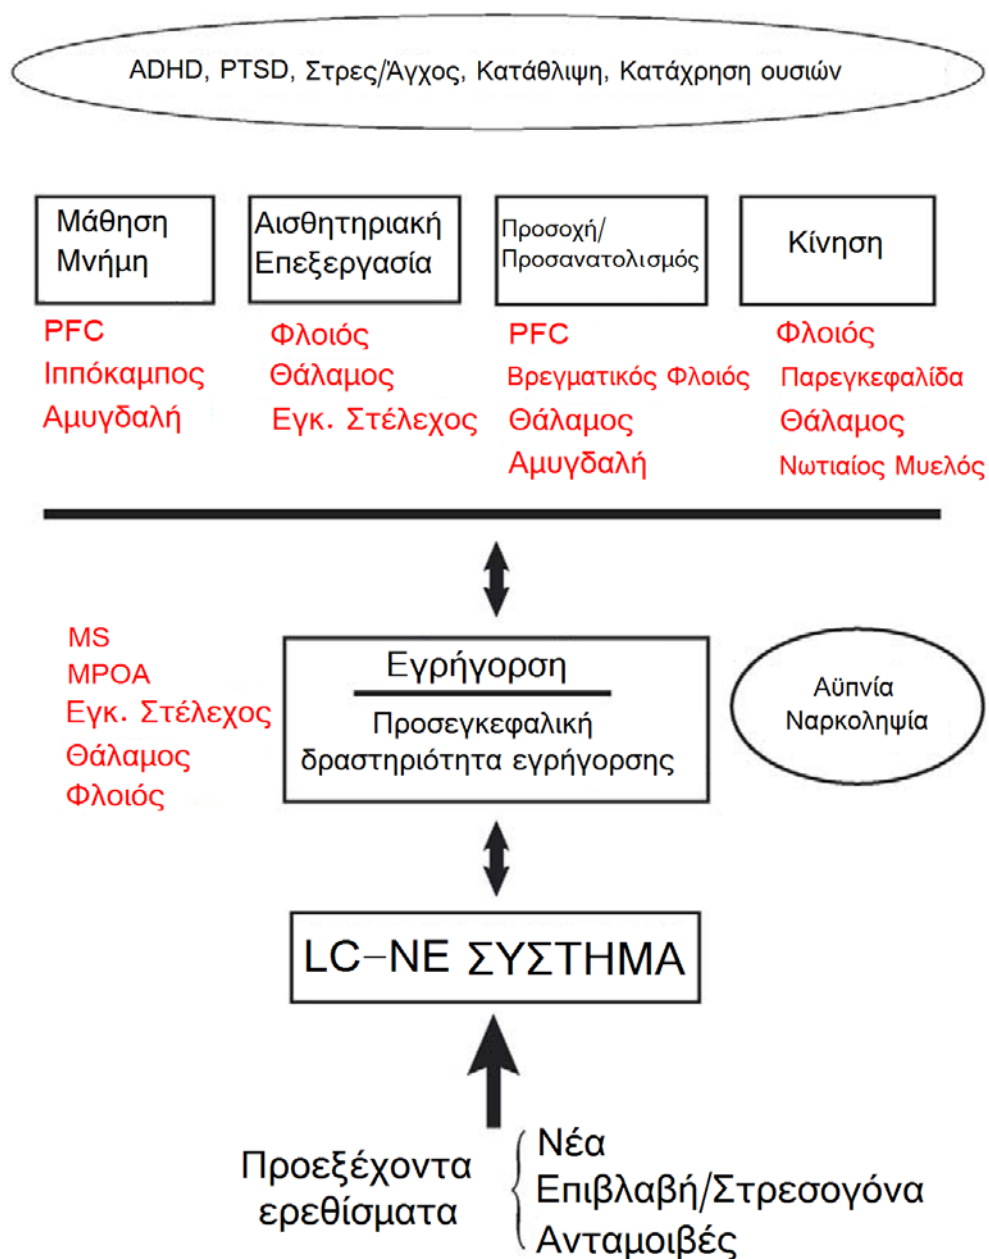 ADHD, PTSD, Στρες/Άγχος, Κατάθλιψη, Κατάχρηση ουσιών
Μάθηση
Μνήμη
PFC
Ιππόκαμπος
Αμυγδαλή
Αισθητηριακή
Επεξεργασία
Φλοιός
Θάλαμος
Εγκ. Στέλεχος
Προσοχή/
Προσανατολισμός
PFC
Βρεγματικός Φλοιός
Θάλαμος
Αμυγδαλή
Κίνηση
Φλοιός
Παρεγκεφαλίδα
Θάλαμος
Νωτιαίος Μυελός
MS
MPOA
Εγκ. Στέλεχος
Θάλαμος
Φλοιός
Εγρήγορση
Προσεγκεφαλική
δραστηριότητα εγρήγορσης
Αϋπνία
Ναρκοληψία
LC–NE ΣΥΣΤΗΜΑ
Προεξέχοντα
ερεθίσματα
Νέα
Επιβλαβή/Στρεσογόνα
Ανταμοιβές